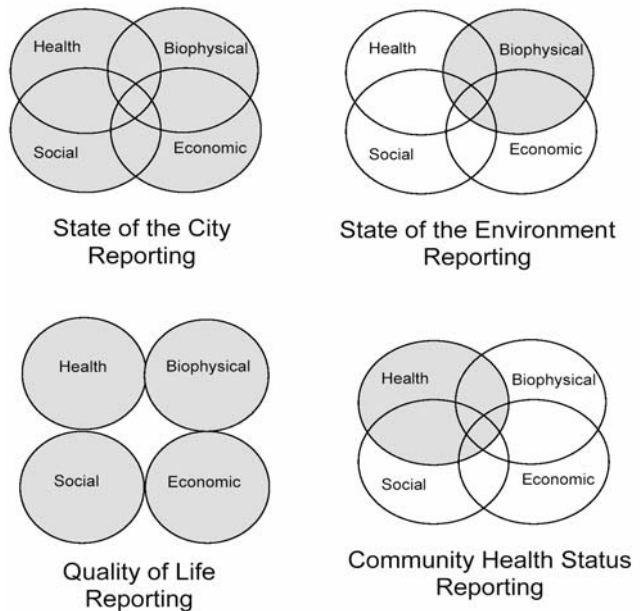 Health
Biophysical
Social
Economic
State of the City
Reporting
Health
Biophysical
Social
Economic
State of the Environment
Reporting
Health
Biophysical
Social
Economic
Quality of Life
Reporting
Health
Biophysical
Social
Economic
Community Health Status
Reporting